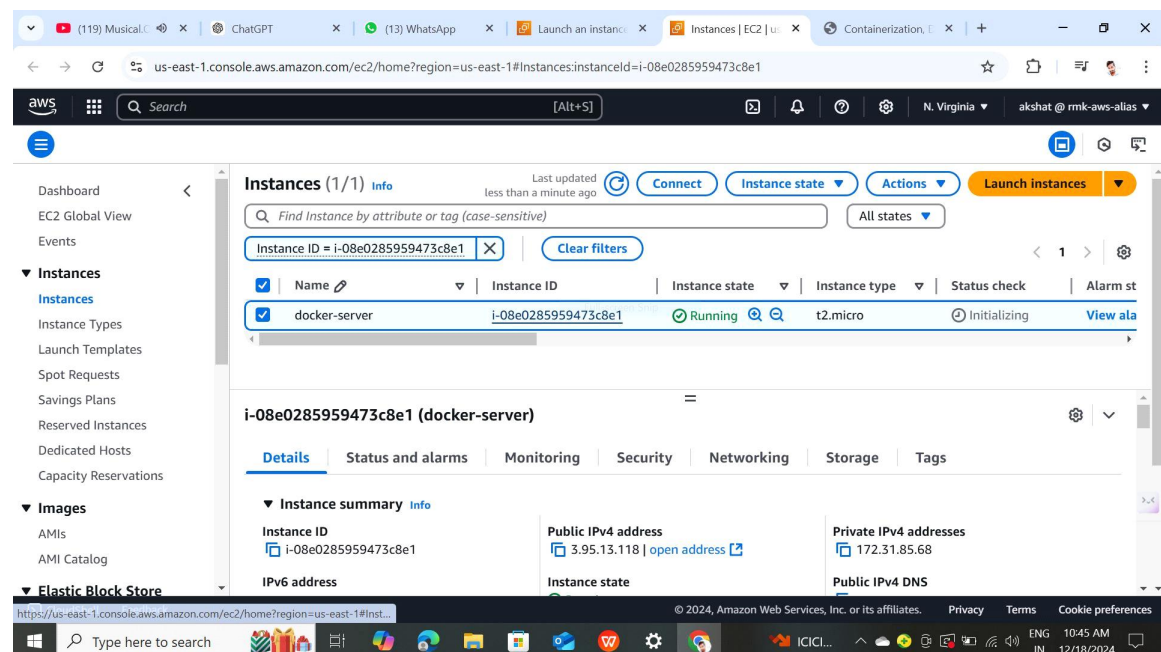 (119) Musical.C
ChatGPT
(13) WhatsApp
Launch an instance
Instances | EC2 | us
Containerization, D
us-east-1.console.aws.amazon.com/ec2/home?region=us-east-1#Instances:instanceId=i-08e0285959473c8e1
aws
Search
[Alt+S]
N. Virginia
akshat @ rmk-aws-alias
Dashboard
EC2 Global View
Events
Instances
Instances
Instance Types
Launch Templates
Spot Requests
Savings Plans
Reserved Instances
Dedicated Hosts
Capacity Reservations
Images
AMIs
AMI Catalog
Elastic Block Store
Instances (1/1) Info
Last updated
less than a minute ago
Connect
Instance state
Actions
Launch instances
Find Instance by attribute or tag (case-sensitive)
All states
Instance ID = i-08e0285959473c8e1
Clear filters
1
Name
Instance ID
Instance state
Instance type
Status check
Alarm st
docker-server
i-08e0285959473c8e1
Running
t2.micro
Initializing
View ala
i-08e0285959473c8e1 (docker-server)
Details
Status and alarms
Monitoring
Security
Networking
Storage
Tags
Instance summary Info
Instance ID
i-08e0285959473c8e1
Public IPv4 address
3.95.13.118 | open address
Private IPv4 addresses
172.31.85.68
IPv6 address
Instance state
Public IPv4 DNS
https://us-east-1.console.aws.amazon.com/ec2/home?region=us-east-1#Inst...
© 2024, Amazon Web Services, Inc. or its affiliates.
Privacy
Terms
Cookie preferences
Type here to search
ICICI...
ENG
IN
10:45 AM
12/18/2024